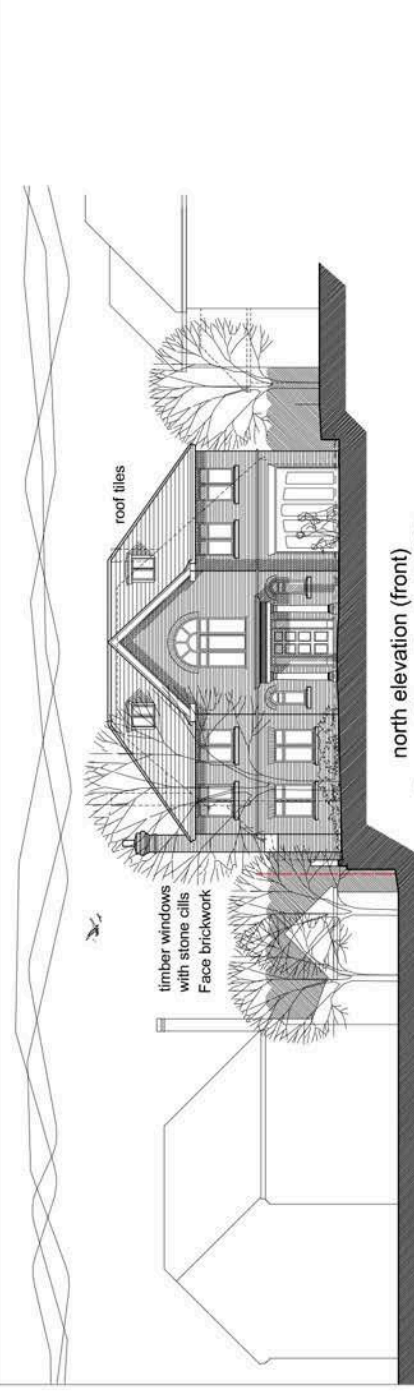 roof tiles
timber windows
with stone cills
Face brickwork
north elevation (front)